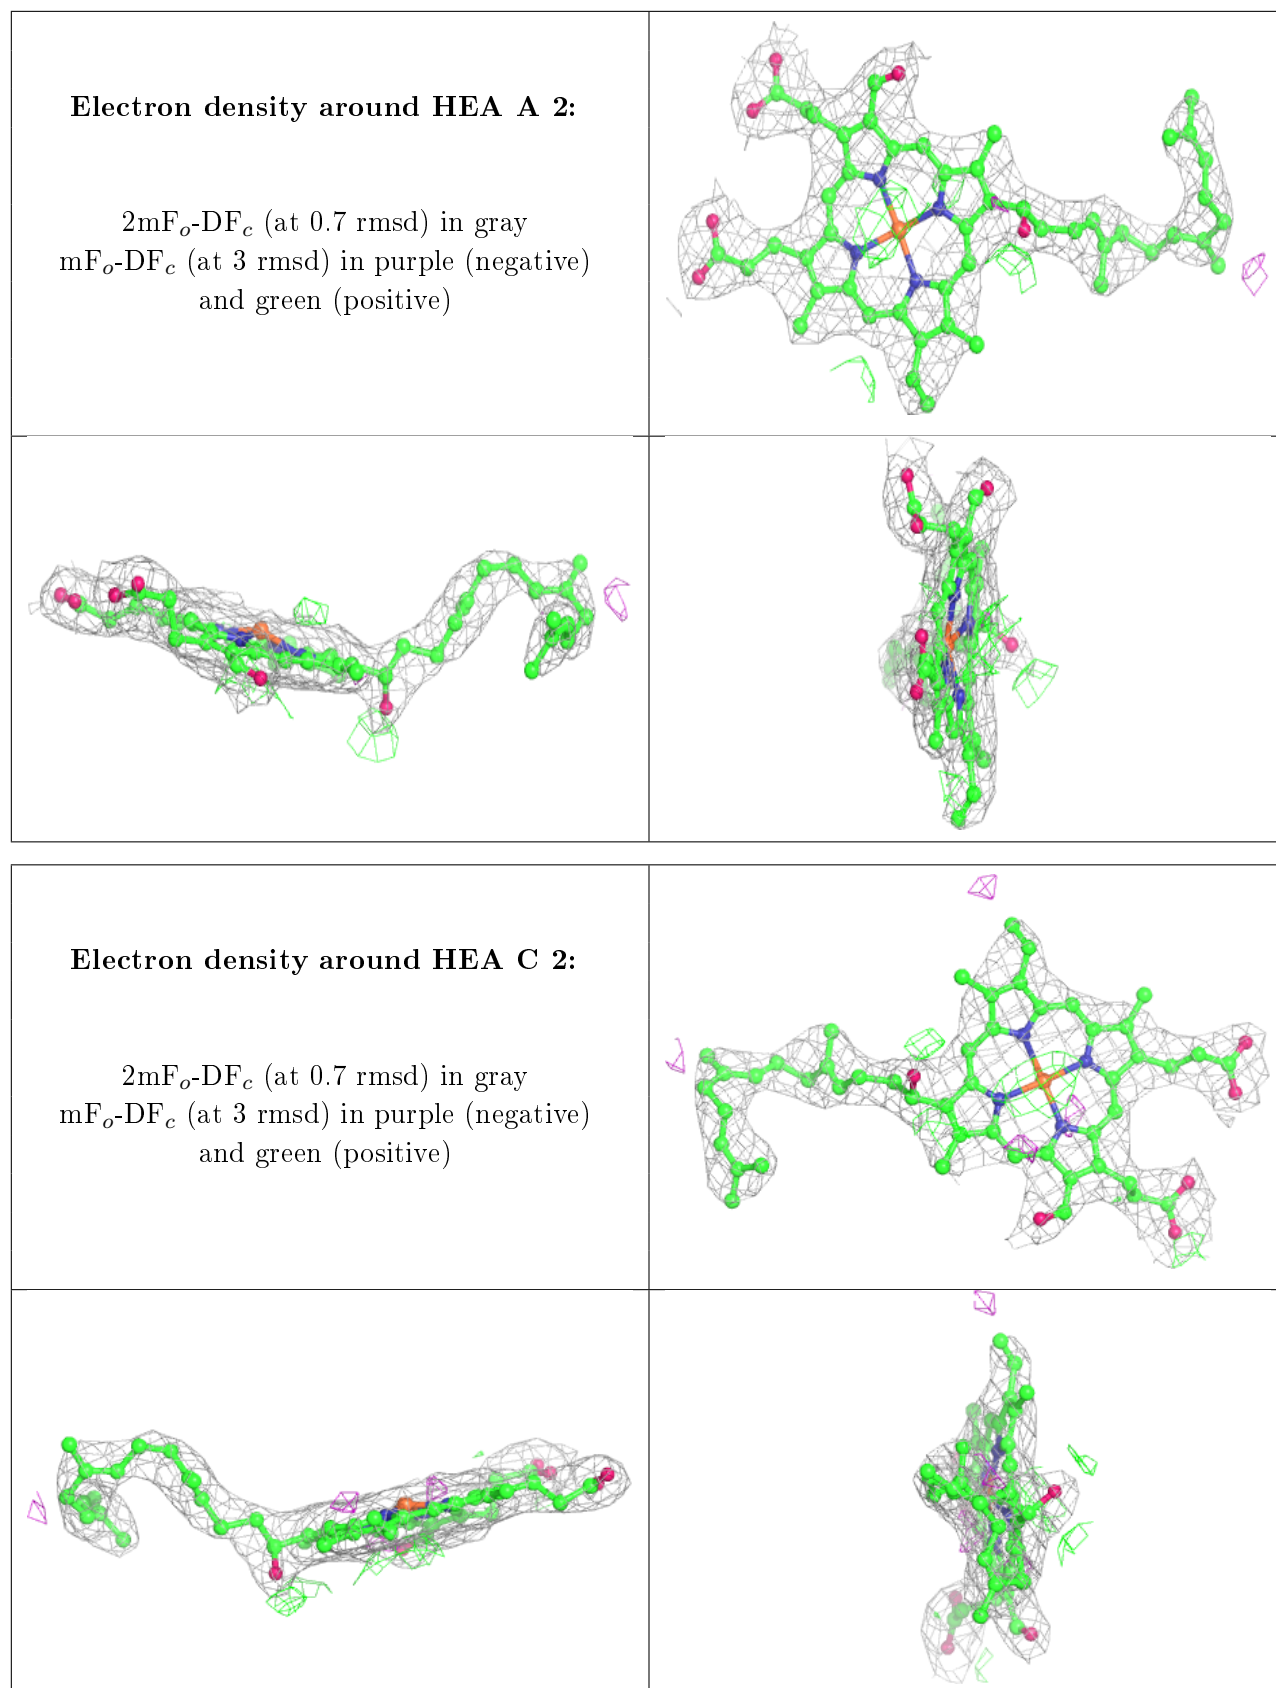 Electron density around HEA A 2:
2mFₒ-DF𝒸 (at 0.7 rmsd) in gray
mFₒ-DF𝒸 (at 3 rmsd) in purple (negative)
and green (positive)
Electron density around HEA C 2:
2mFₒ-DF𝒸 (at 0.7 rmsd) in gray
mFₒ-DF𝒸 (at 3 rmsd) in purple (negative)
and green (positive)